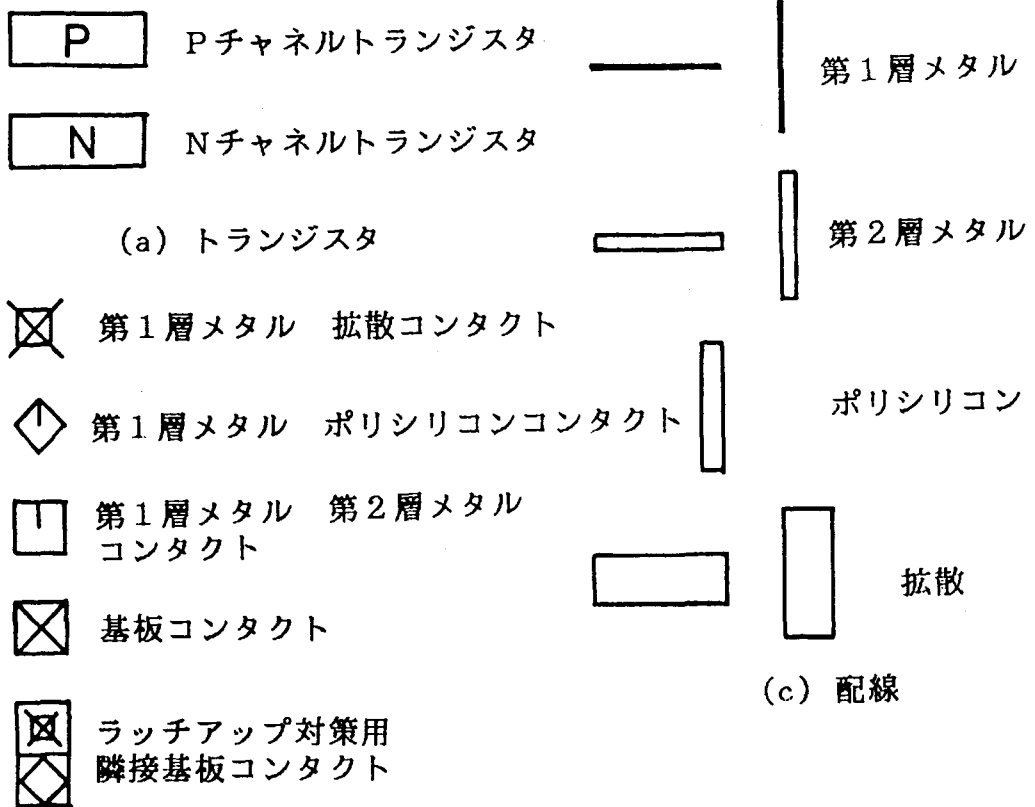 P Pチャネルトランジスタ
N Nチャネルトランジスタ
(a) トランジスタ
第1層メタル 拡散コンタクト
第1層メタル ポリシリコンコンタクト
第1層メタル 第2層メタル
コンタクト
基板コンタクト
ラッチアップ対策用
隣接基板コンタクト
第1層メタル
第2層メタル
ポリシリコン
拡散
(c) 配線